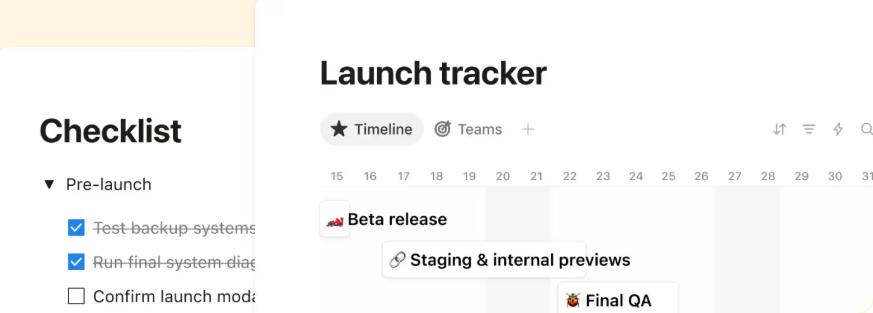 Checklist
Pre-launch
Test backup systems
Run final system diag
Confirm launch moda
Launch tracker
Timeline Teams
15 16 17 18 19 20 21 22 23 24 25 26 27 28 29 30 31
Beta release
Staging & internal previews
Final QA